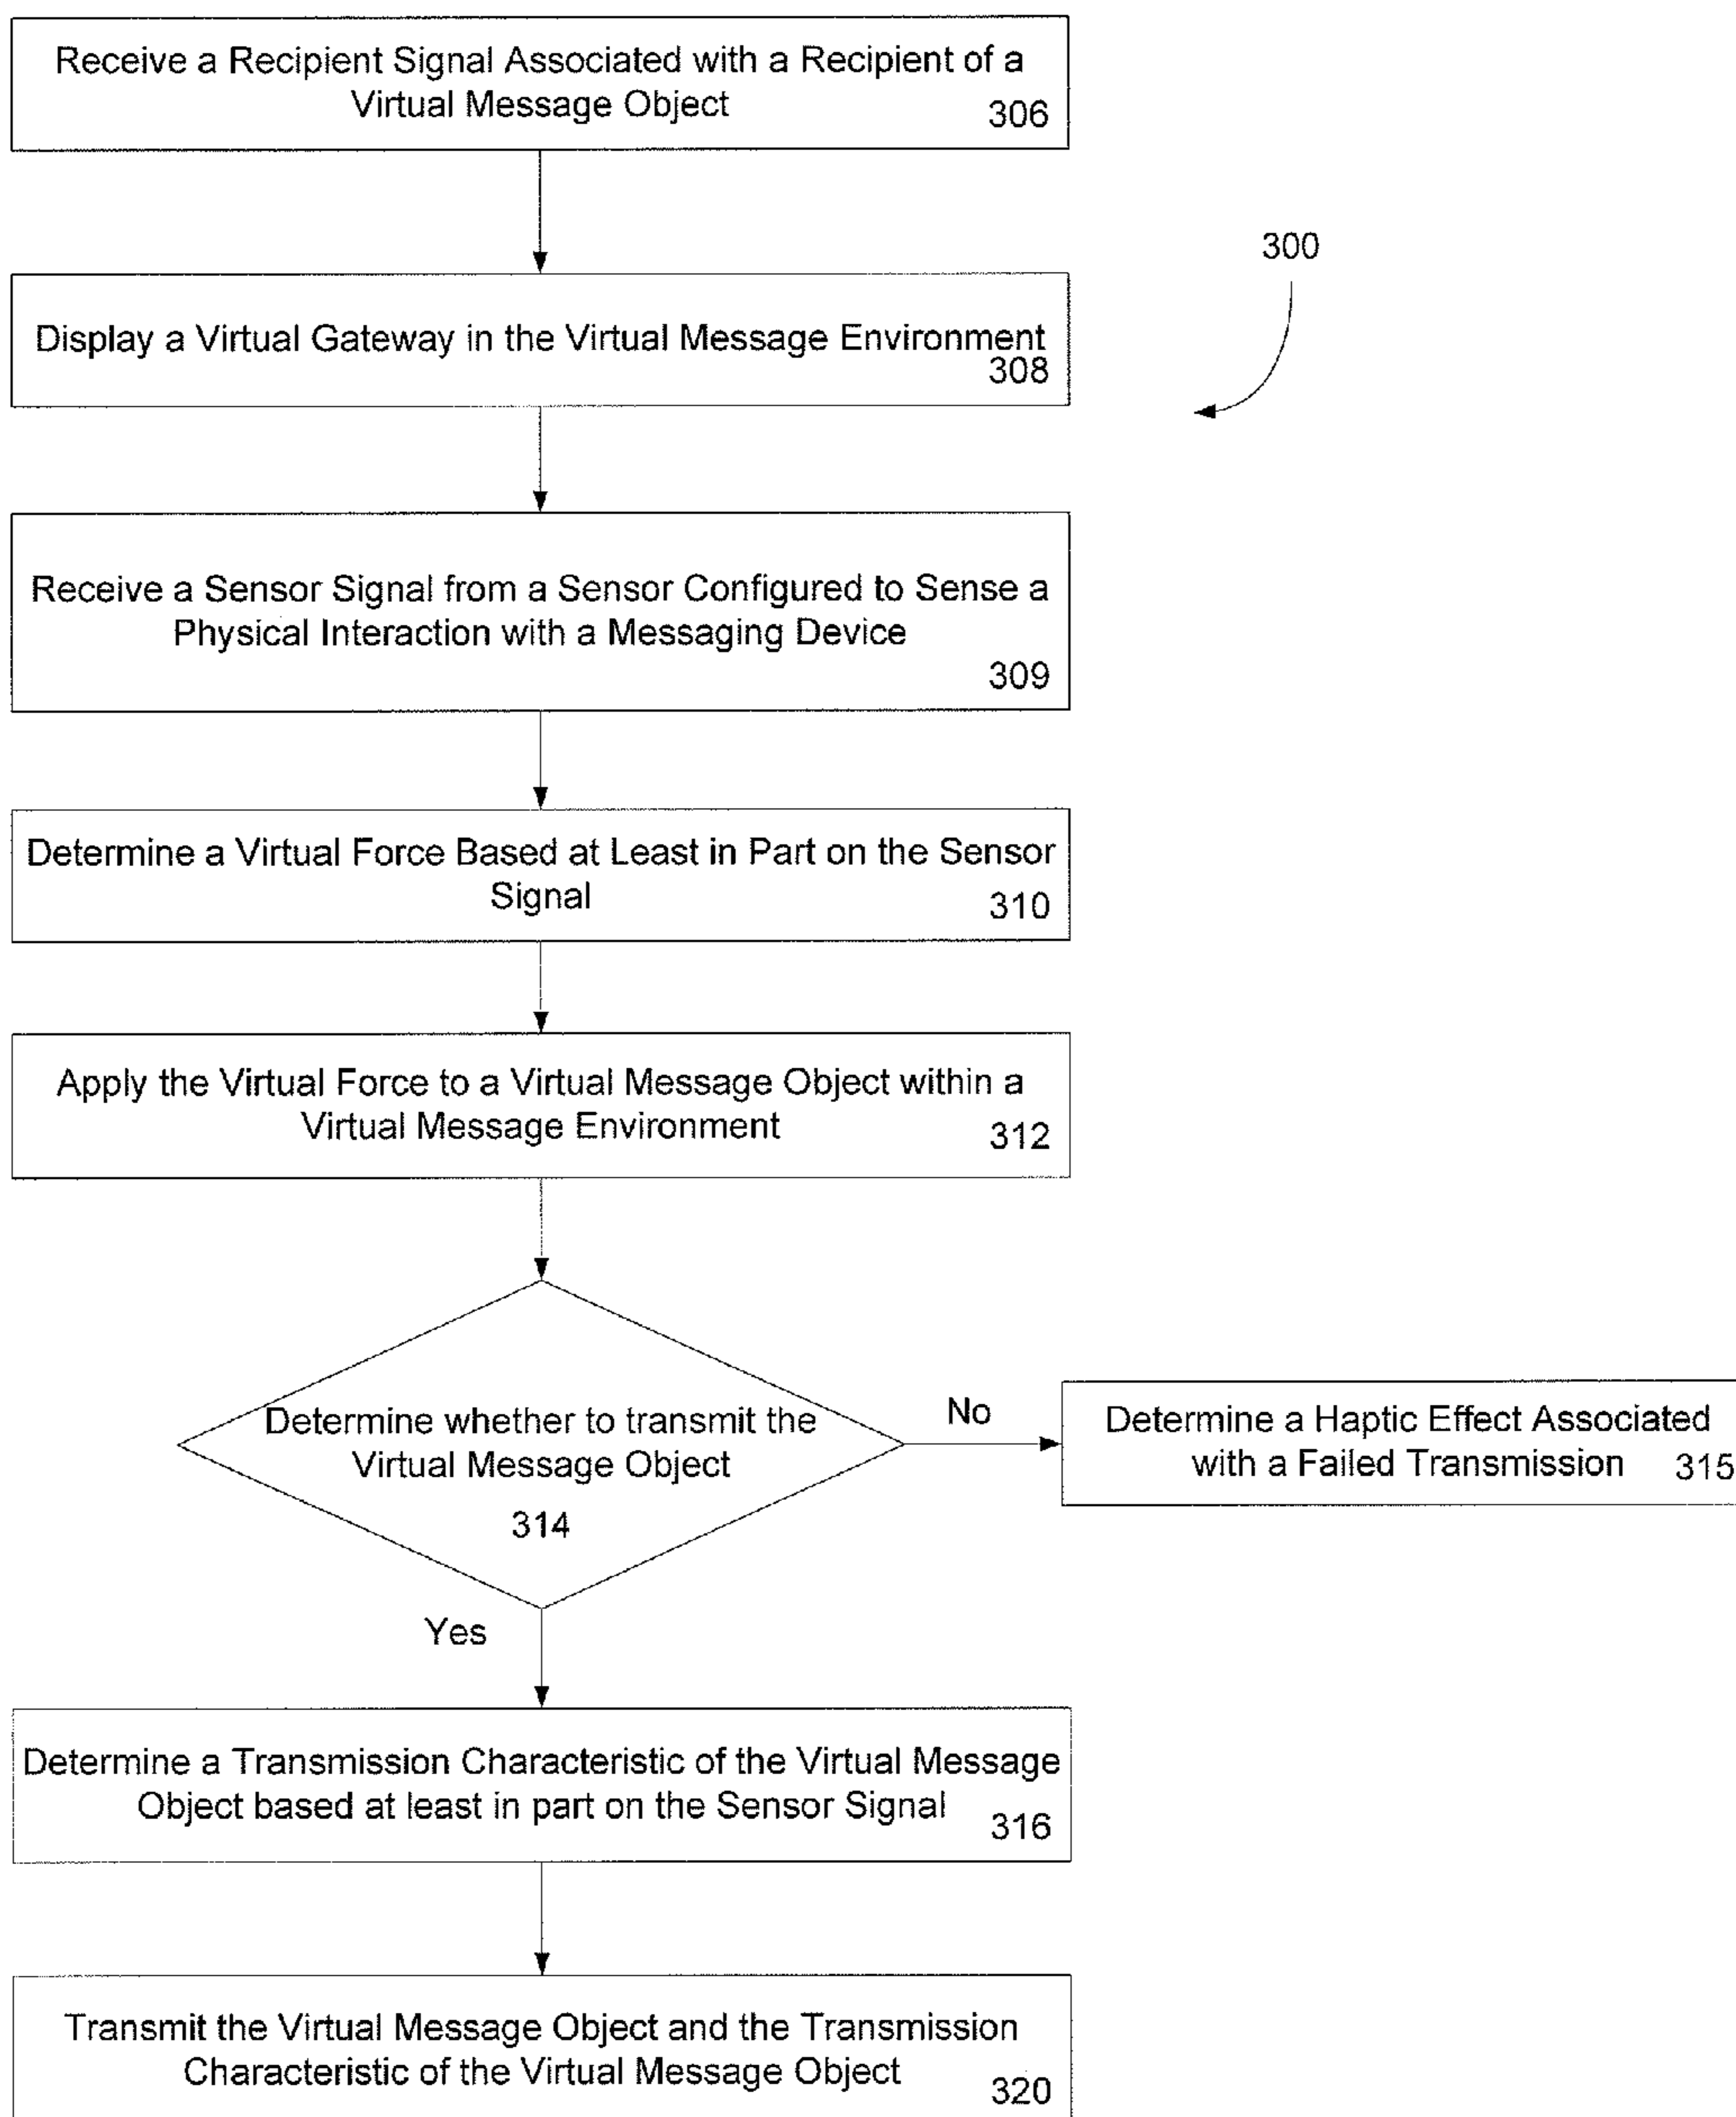 Receive a Recipient Signal Associated with a Recipient of a
Virtual Message Object
306
300
Display a Virtual Gateway in the Virtual Message Environment
308
Receive a Sensor Signal from a Sensor Configured to Sense a
Physical Interaction with a Messaging Device
309
Determine a Virtual Force Based at Least in Part on the Sensor
Signal
310
Apply the Virtual Force to a Virtual Message Object within a
Virtual Message Environment
312
Determine whether to transmit the
Virtual Message Object
314
No
Determine a Haptic Effect Associated
with a Failed Transmission
315
Yes
Determine a Transmission Characteristic of the Virtual Message
Object based at least in part on the Sensor Signal
316
Transmit the Virtual Message Object and the Transmission
Characteristic of the Virtual Message Object
320